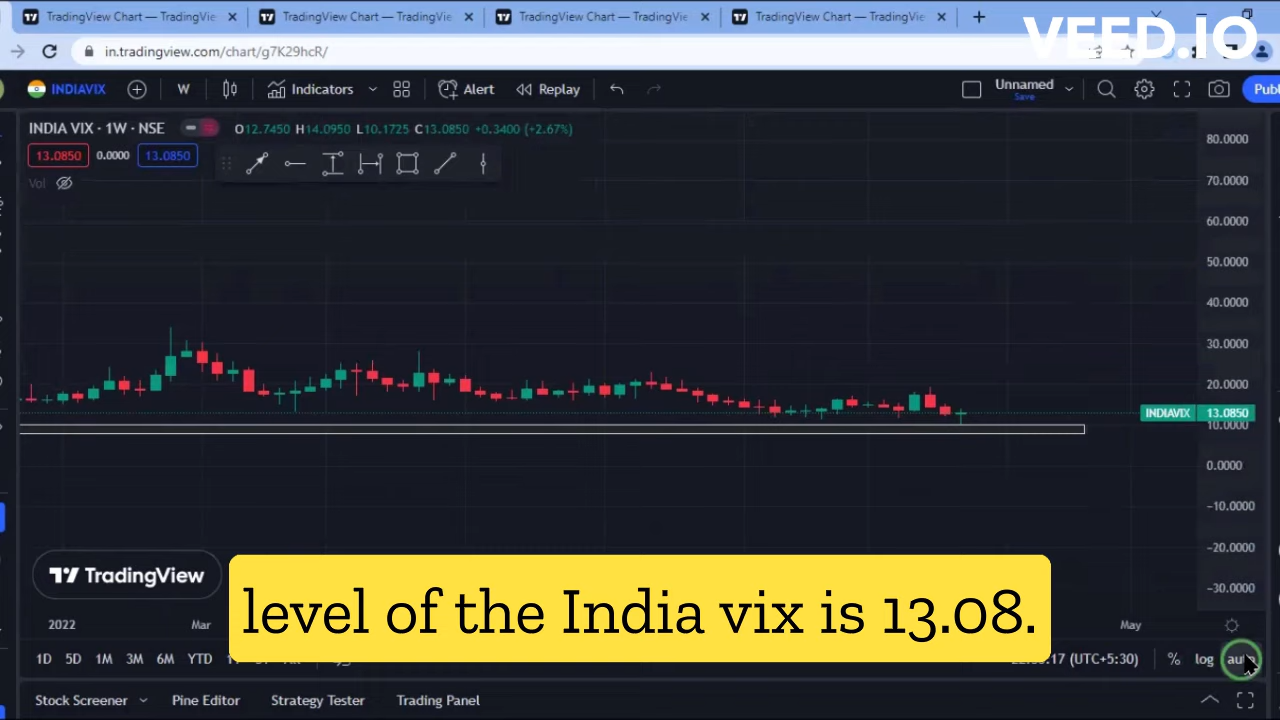 TradingView Chart — TradingVie
TradingView Chart — TradingVie
TradingView Chart — TradingVie
TradingView Chart — TradingVie
VEED.IO
in.tradingview.com/chart/g7K29hcR/
INDIAVIX
W
Indicators
Alert
Replay
Unnamed
Save
Publ
INDIA VIX · 1W · NSE
O12.7450 H14.0950 L10.1725 C13.0850 +0.3400 (+2.67%)
13.0850
0.0000
13.0850
Vol
80.0000
70.0000
60.0000
50.0000
40.0000
30.0000
20.0000
INDIAVIX 13.0850
10.0000
0.0000
−10.0000
−20.0000
−30.0000
TradingView
level of the India vix is 13.08.
2022
Mar
May
1D 5D 1M 3M 6M YTD
:17 (UTC+5:30)
%
log
auto
Stock Screener
Pine Editor
Strategy Tester
Trading Panel